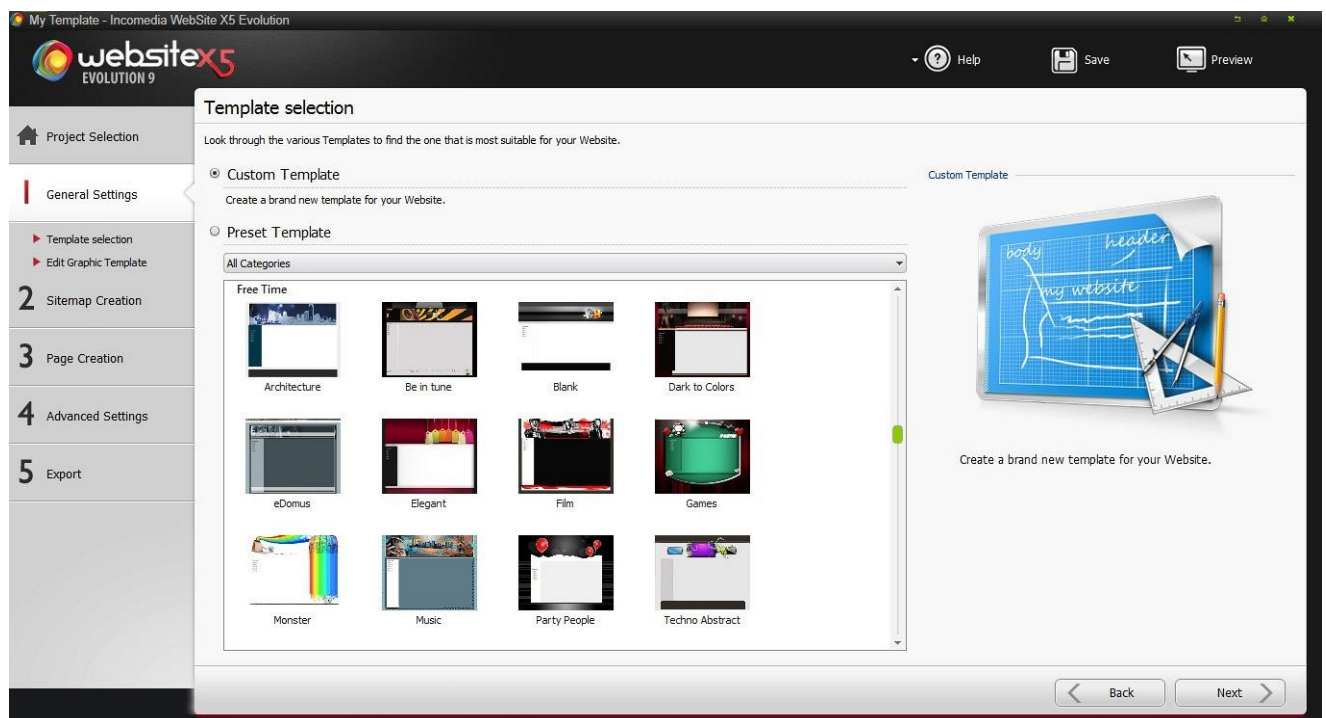 My Template - Incomedia WebSite X5 Evolution
websitex5
EVOLUTION 9
Help
Save
Preview
Project Selection
General Settings
Template selection
Edit Graphic Template
2 Sitemap Creation
3 Page Creation
4 Advanced Settings
5 Export
Template selection
Look through the various Templates to find the one that is most suitable for your Website.
Custom Template
Create a brand new template for your Website.
Preset Template
All Categories
Free Time
Architecture Be in tune Blank Dark to Colors
eDomus Elegant Film Games
Monster Music Party People Techno Abstract
Custom Template
body header
my website
Create a brand new template for your Website.
Back Next